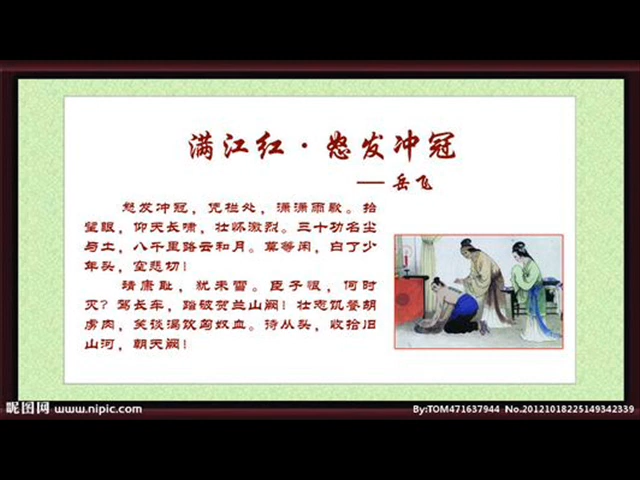 满江红·怒发冲冠
—— 岳飞
怒发冲冠，凭栏处，潇潇雨歇。抬
望眼，仰天长啸，壮怀激烈。三十功名尘
与土，八千里路云和月。莫等闲，白了少
年头，空悲切！
靖康耻，犹未雪。臣子恨，何时
灭？驾长车，踏破贺兰山阙！壮志饥餐胡
虏肉，笑谈渴饮匈奴血。待从头，收拾旧
山河，朝天阙！
昵图网 www.nipic.com
By:TOM471637944 No.20121018225149342339